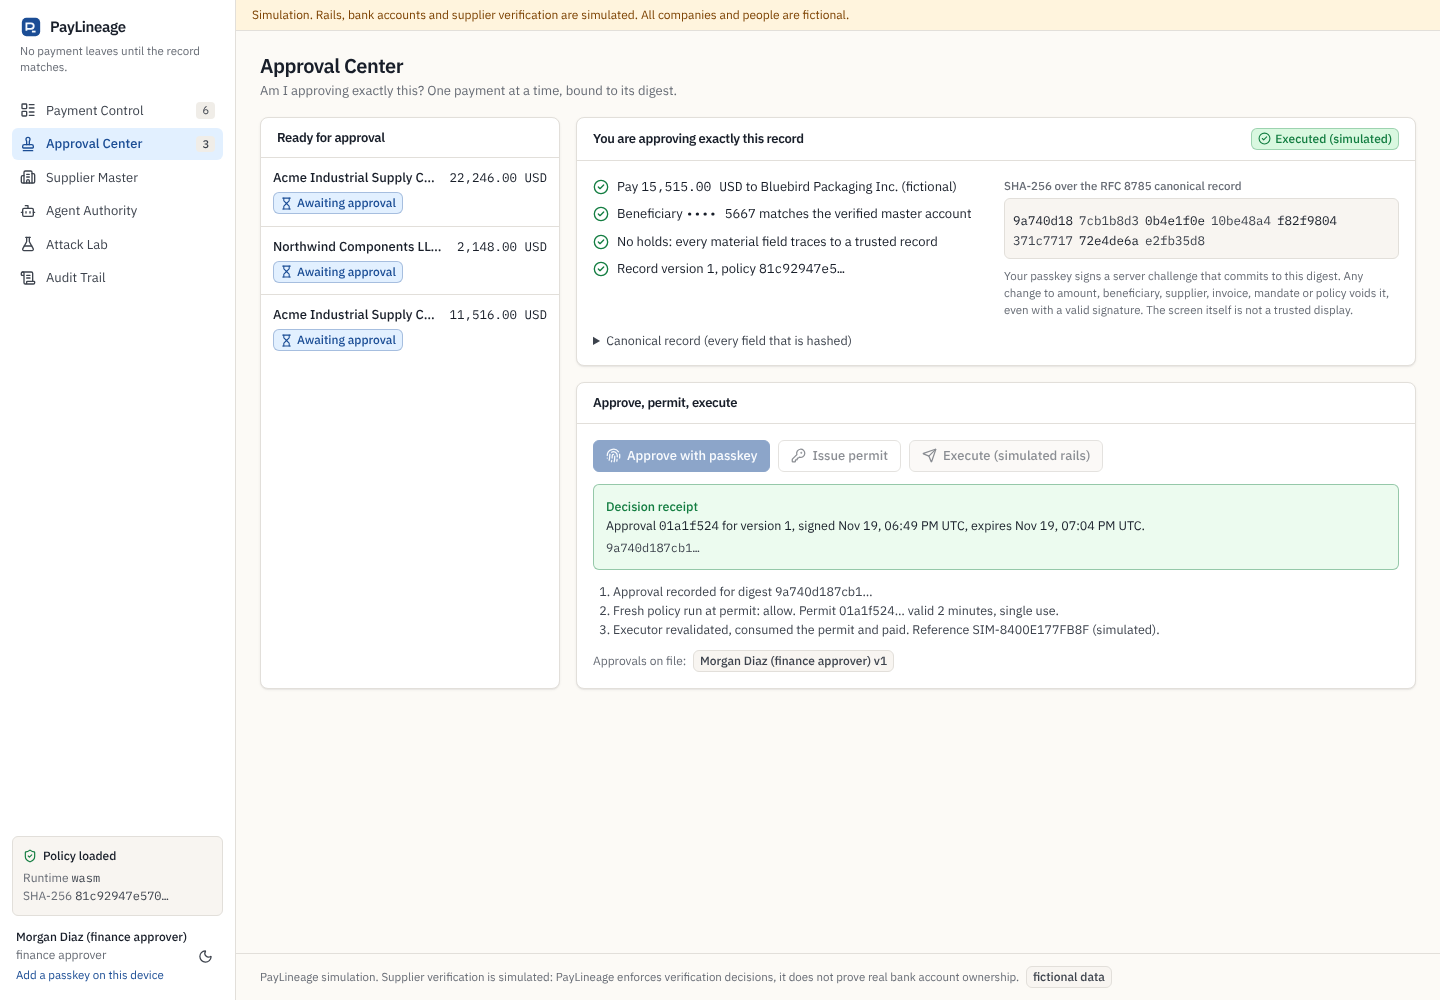 PayLineage
No payment leaves until the record
matches.
Payment Control 6
Approval Center 3
Supplier Master
Agent Authority
Attack Lab
Audit Trail
Policy loaded
Runtime wasm
SHA-256 81c92947e570…
Morgan Diaz (finance approver)
finance approver
Add a passkey on this device
Simulation. Rails, bank accounts and supplier verification are simulated. All companies and people are fictional.
Approval Center
Am I approving exactly this? One payment at a time, bound to its digest.
Ready for approval
Acme Industrial Supply C… 22,246.00 USD
Awaiting approval
Northwind Components LL… 2,148.00 USD
Awaiting approval
Acme Industrial Supply C… 11,516.00 USD
Awaiting approval
You are approving exactly this record
Executed (simulated)
Pay 15,515.00 USD to Bluebird Packaging Inc. (fictional)
Beneficiary •••• 5667 matches the verified master account
No holds: every material field traces to a trusted record
Record version 1, policy 81c92947e5…
SHA-256 over the RFC 8785 canonical record
9a740d18 7cb1b8d3 0b4e1f0e 10be48a4 f82f9804
371c7717 72e4de6a e2fb35d8
Your passkey signs a server challenge that commits to this digest. Any
change to amount, beneficiary, supplier, invoice, mandate or policy voids it,
even with a valid signature. The screen itself is not a trusted display.
Canonical record (every field that is hashed)
Approve, permit, execute
Approve with passkey
Issue permit
Execute (simulated rails)
Decision receipt
Approval 01a1f524 for version 1, signed Nov 19, 06:49 PM UTC, expires Nov 19, 07:04 PM UTC.
9a740d187cb1…
1. Approval recorded for digest 9a740d187cb1…
2. Fresh policy run at permit: allow. Permit 01a1f524… valid 2 minutes, single use.
3. Executor revalidated, consumed the permit and paid. Reference SIM-8400E177FB8F (simulated).
Approvals on file: Morgan Diaz (finance approver) v1
PayLineage simulation. Supplier verification is simulated: PayLineage enforces verification decisions, it does not prove real bank account ownership. fictional data